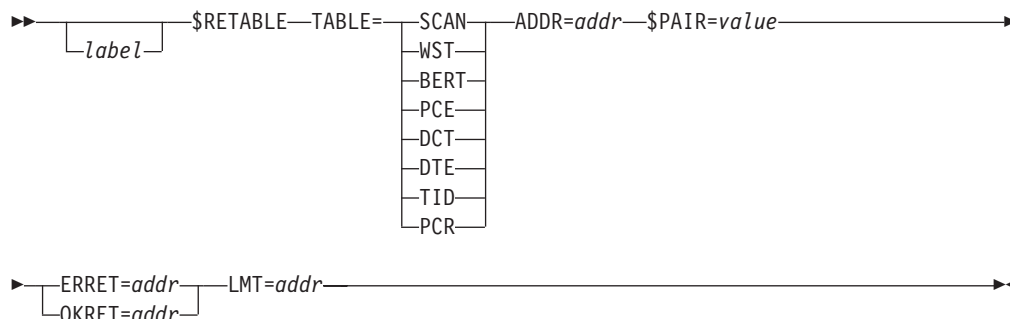 $RETABLE TABLE= SCAN ADDR=addr $PAIR=value
label WST
BERT
PCE
DCT
DTE
TID
PCR
ERRET=addr LMT=addr
OKRET=addr